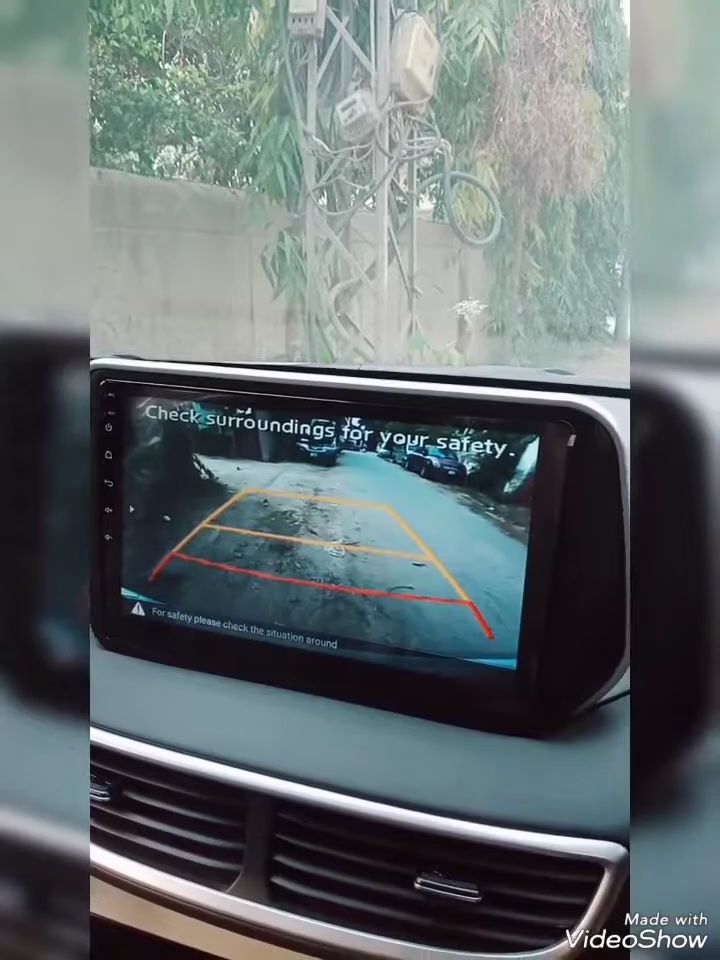 Check surroundings for your safety.
For safety please check the situation around
Made with
VideoShow